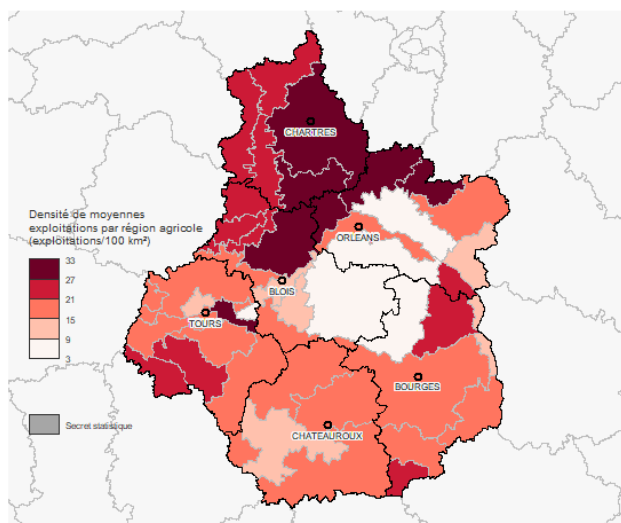 CHARTRES
Densité de moyennes
exploitations par région agricole
(exploitations/100 km²)
ORLEANS
33
27
21
15
9
3
BLOIS
TOURS
BOURGES
Secret statistique
CHATEAUROUX